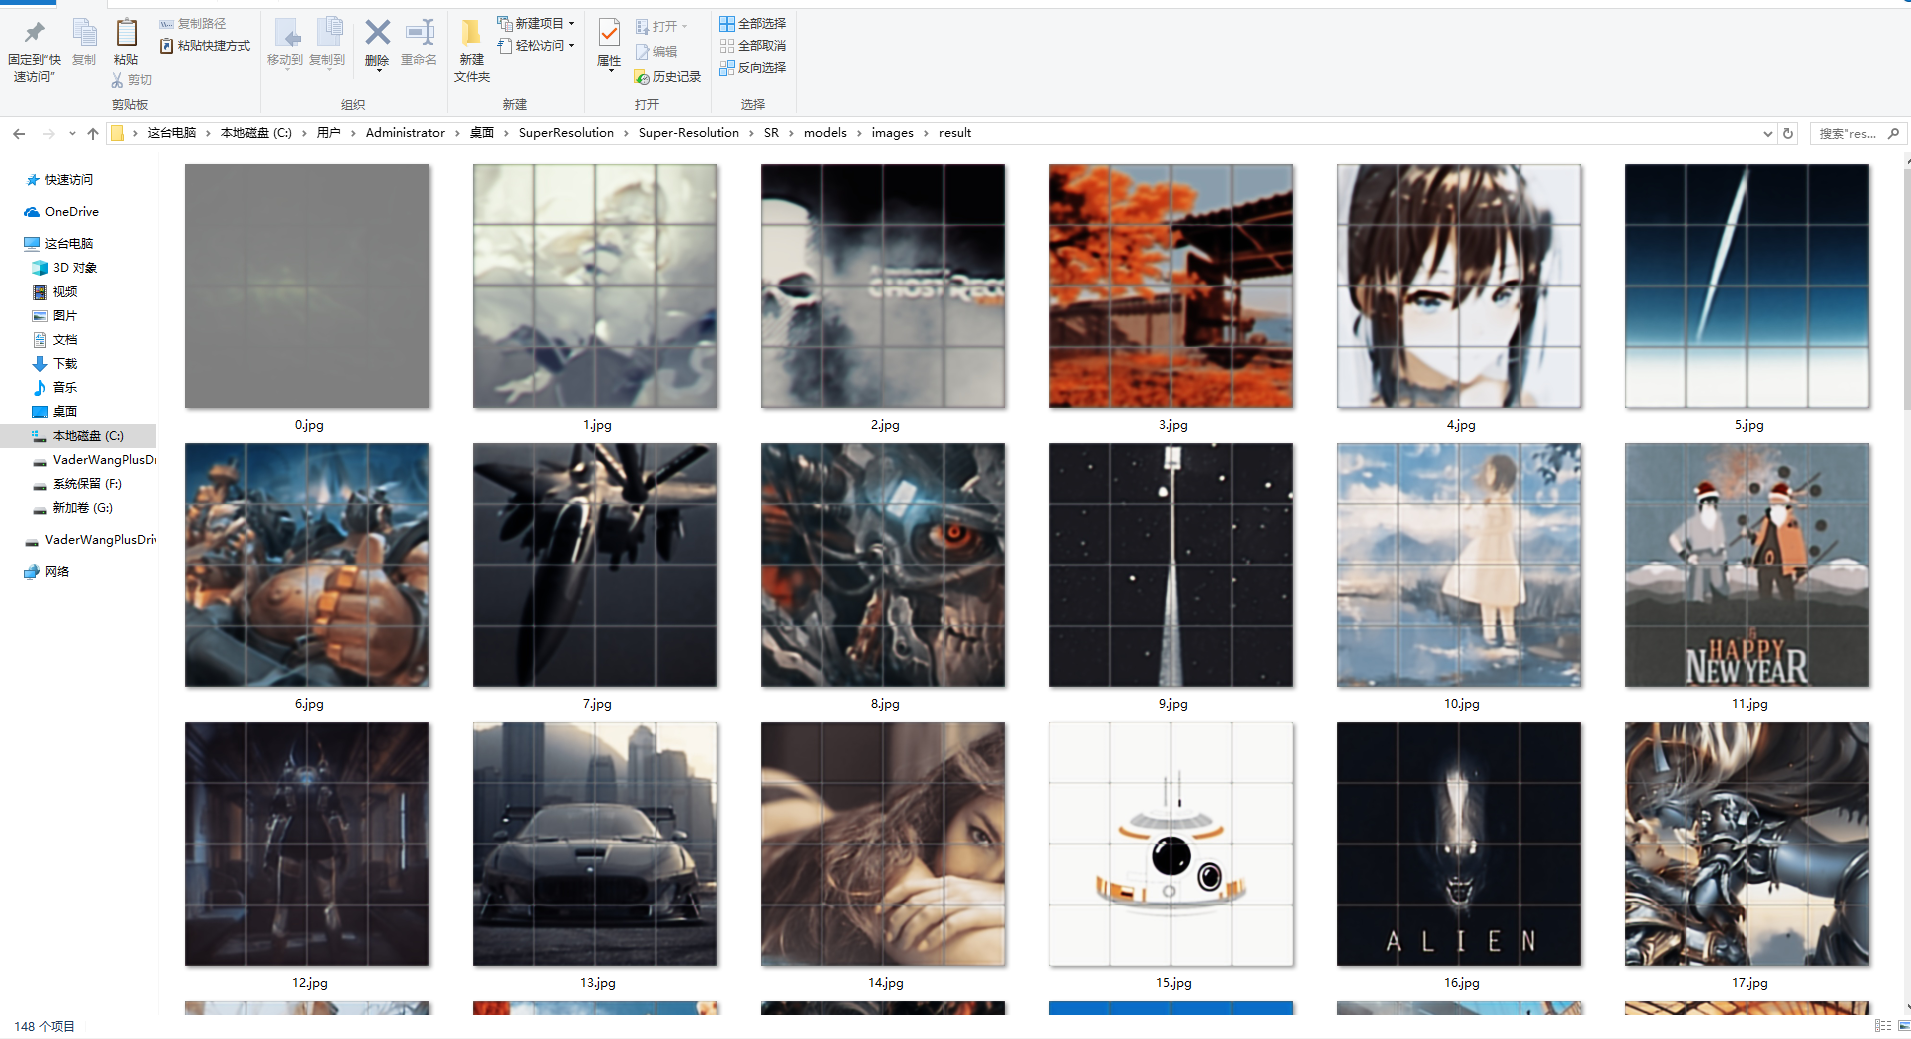 固定到"快
速访问"
复制
粘贴
复制路径
粘贴快捷方式
剪切
剪贴板
移动到
复制到
删除
重命名
组织
新建
文件夹
新建项目
轻松访问
新建
属性
打开
编辑
历史记录
打开
全部选择
全部取消
反向选择
选择
这台电脑 › 本地磁盘 (C:) › 用户 › Administrator › 桌面 › SuperResolution › Super-Resolution › SR › models › images › result
搜索"res...
快速访问
OneDrive
这台电脑
3D 对象
视频
图片
文档
下载
音乐
桌面
本地磁盘 (C:)
VaderWangPlusDr
系统保留 (F:)
新加卷 (G:)
VaderWangPlusDriv
网络
GHOST RECO
0.jpg
1.jpg
2.jpg
3.jpg
4.jpg
5.jpg
HAPPY
NEW YEAR
6.jpg
7.jpg
8.jpg
9.jpg
10.jpg
11.jpg
ALIEN
12.jpg
13.jpg
14.jpg
15.jpg
16.jpg
17.jpg
148 个项目